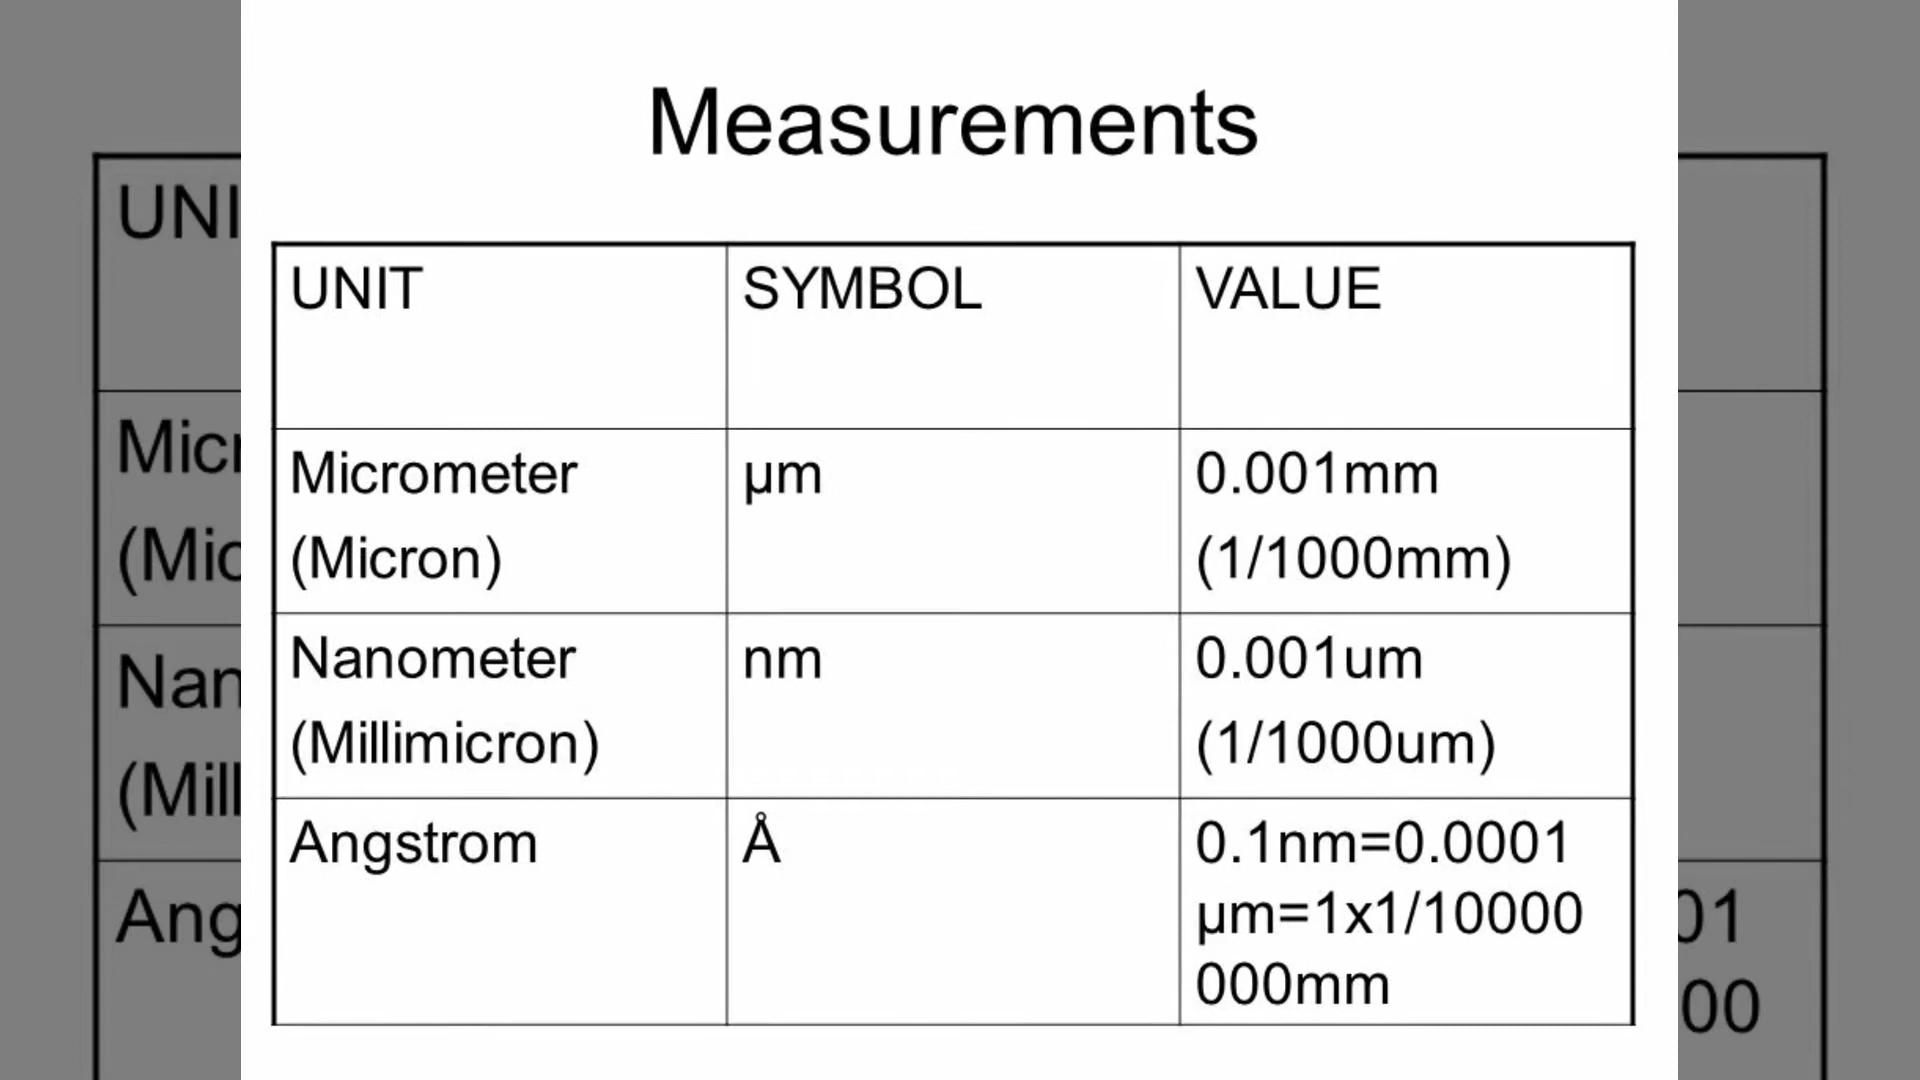 Measurements
UNIT SYMBOL VALUE
Micrometer µm 0.001mm
(Micron) (1/1000mm)
Nanometer nm 0.001um
(Millimicron) (1/1000um)
Angstrom Å 0.1nm=0.0001
µm=1x1/10000
000mm